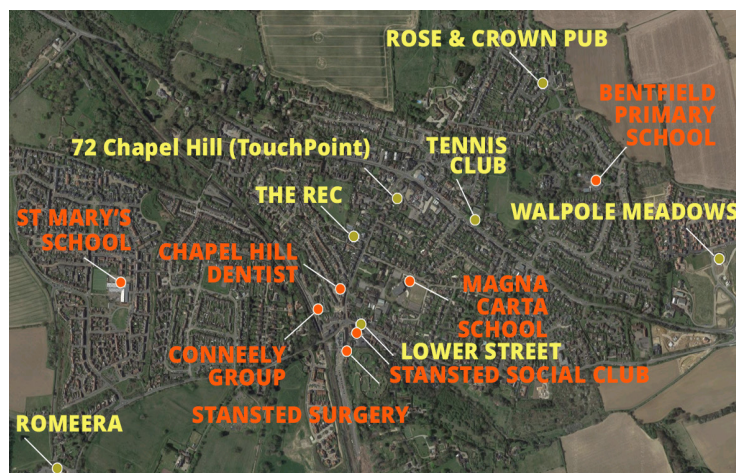 ROSE & CROWN PUB
BENTFIELD
PRIMARY
SCHOOL
72 Chapel Hill (TouchPoint)
TENNIS
CLUB
THE REC
WALPOLE MEADOWS
ST MARY'S
SCHOOL
CHAPEL HILL
DENTIST
MAGNA
CARTA
SCHOOL
CONNEELY
GROUP
LOWER STREET
STANSTED SOCIAL CLUB
STANSTED SURGERY
ROMEERA